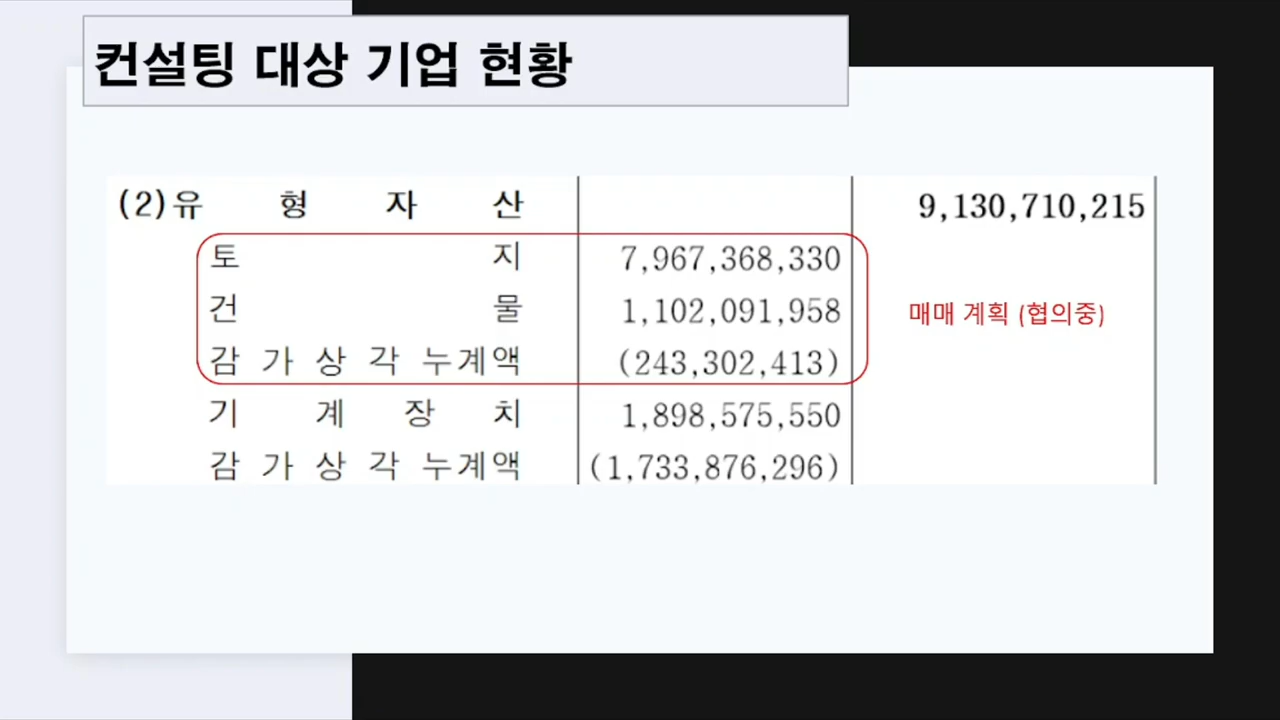 컨설팅 대상 기업 현황
(2)유 형 자 산 9,130,710,215
토 지 7,967,368,330
건 물 1,102,091,958 매매 계획 (협의중)
감 가 상 각 누계액 (243,302,413)
기 계 장 치 1,898,575,550
감 가 상 각 누계액 (1,733,876,296)